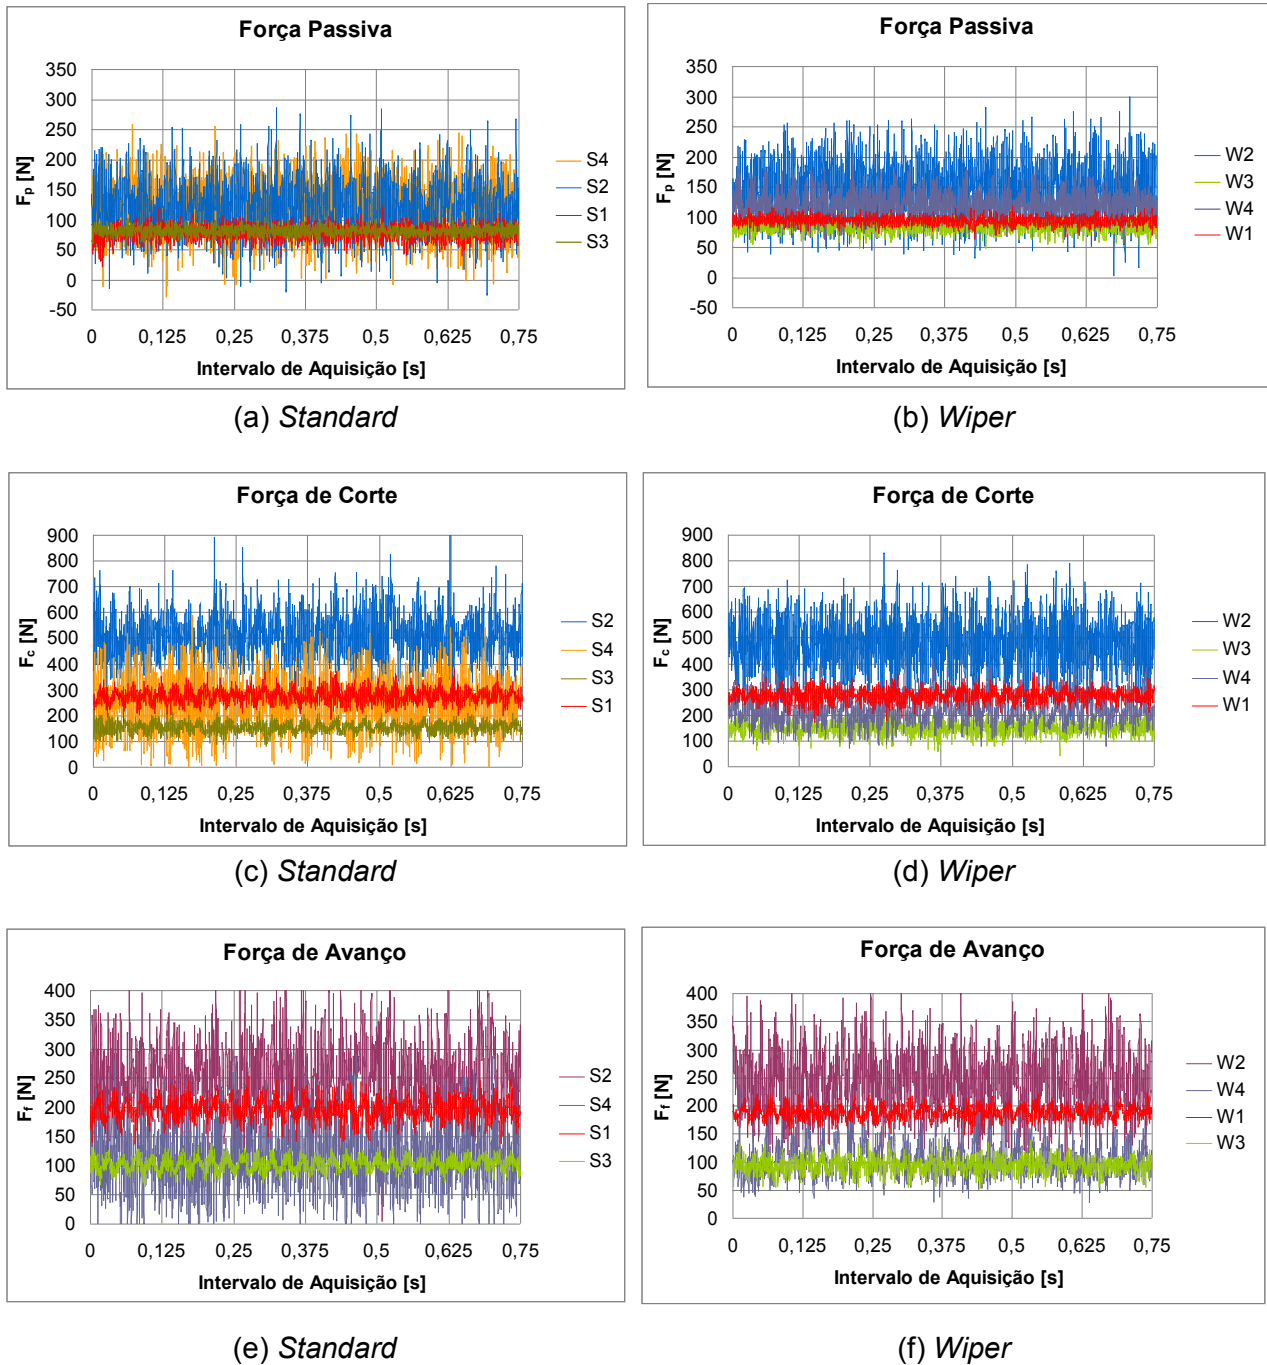 Força Passiva
350
300
250
200
150
100
50
0
-50
Fp [N]
0 0,125 0,25 0,375 0,5 0,625 0,75
Intervalo de Aquisição [s]
S4
S2
S1
S3
(a) Standard
Força Passiva
350
300
250
200
150
100
50
0
-50
Fp [N]
0 0,125 0,25 0,375 0,5 0,625 0,75
Intervalo de Aquisição [s]
W2
W3
W4
W1
(b) Wiper
Força de Corte
900
800
700
600
500
400
300
200
100
0
Fc [N]
0 0,125 0,25 0,375 0,5 0,625 0,75
Intervalo de Aquisição [s]
S2
S4
S3
S1
(c) Standard
Força de Corte
900
800
700
600
500
400
300
200
100
0
Fc [N]
0 0,125 0,25 0,375 0,5 0,625 0,75
Intervalo de Aquisição [s]
W2
W3
W4
W1
(d) Wiper
Força de Avanço
400
350
300
250
200
150
100
50
0
Ff [N]
0 0,125 0,25 0,375 0,5 0,625 0,75
Intervalo de Aquisição [s]
S2
S4
S1
S3
(e) Standard
Força de Avanço
400
350
300
250
200
150
100
50
0
Ff [N]
0 0,125 0,25 0,375 0,5 0,625 0,75
Intervalo de Aquisição [s]
W2
W4
W1
W3
(f) Wiper